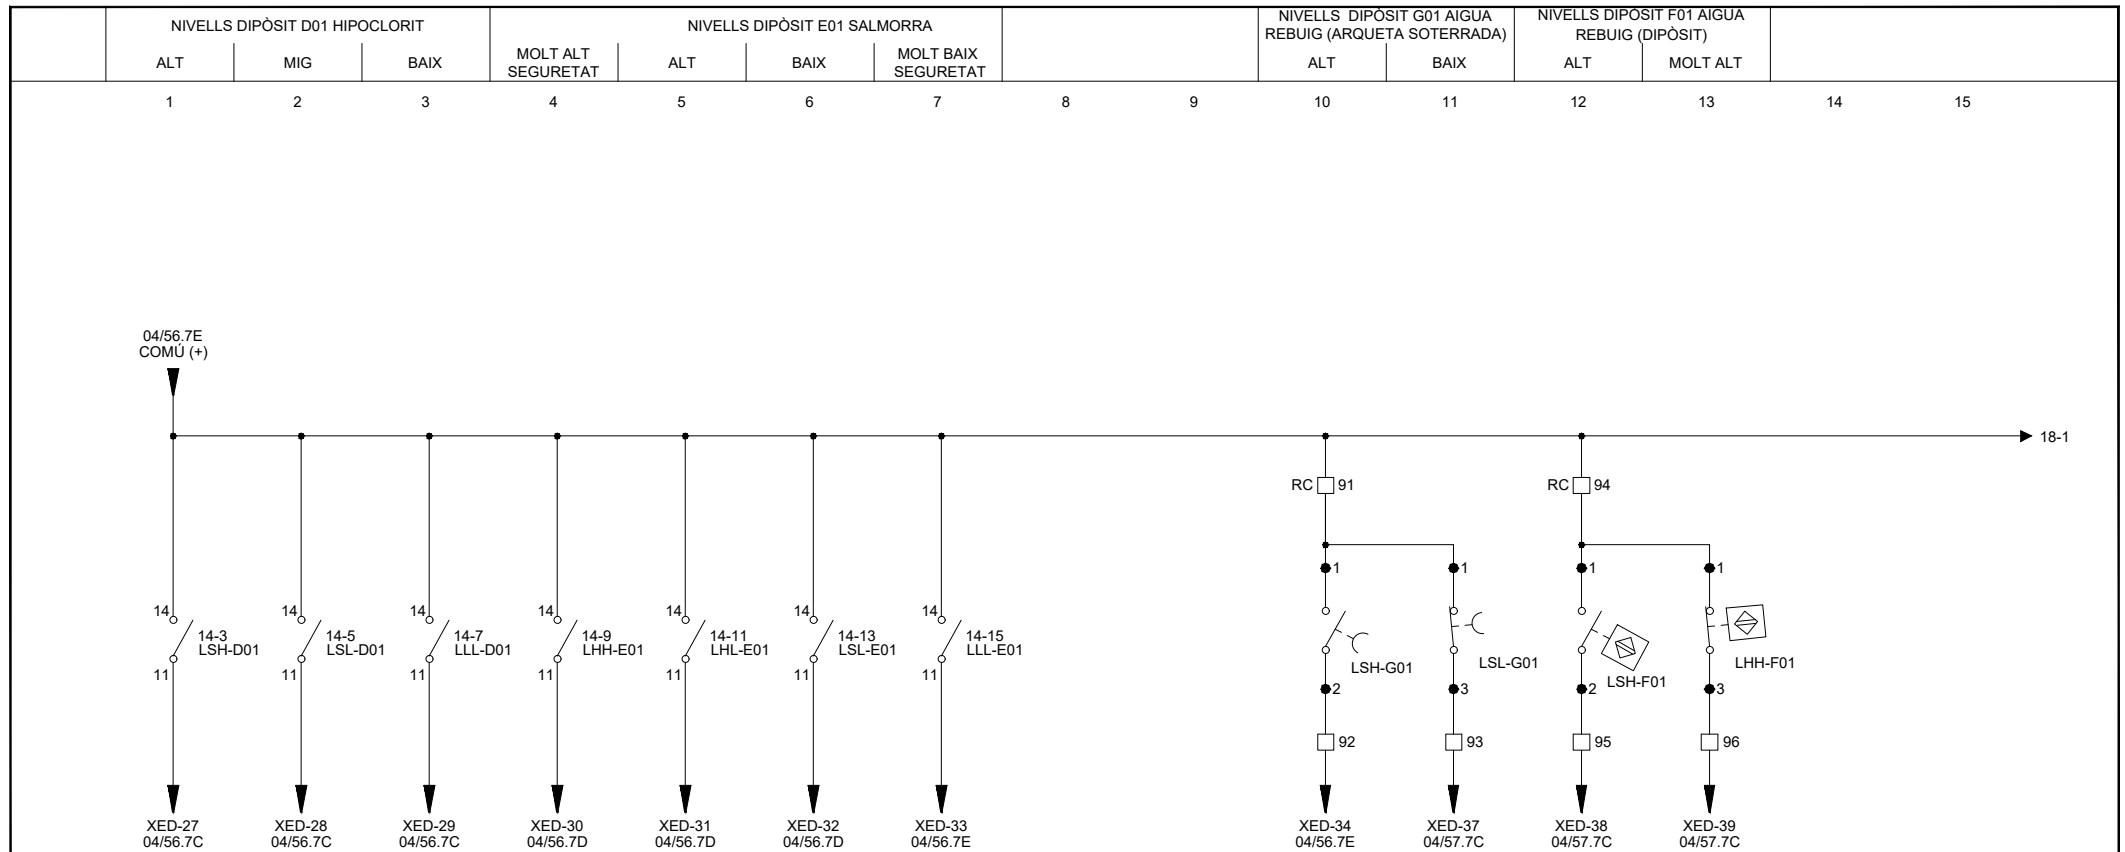 NIVELLS DIPÒSIT D01 HIPOCLORIT
NIVELLS DIPÒSIT E01 SALMORRA
NIVELLS DIPÒSIT G01 AIGUA
REBUIG (ARQUETA SOTERRADA)
NIVELLS DIPÒSIT F01 AIGUA
REBUIG (DIPÒSIT)
ALT
MIG
BAIX
MOLT ALT
SEGURETAT
ALT
BAIX
MOLT BAIX
SEGURETAT
ALT
BAIX
ALT
MOLT ALT
1 2 3 4 5 6 7 8 9 10 11 12 13 14 15
04/56.7E
COMÚ (+)
18-1
RC 91
RC 94
1 1 1 1
14 14 14 14 14 14 14
14-3
LSH-D01
14-5
LSL-D01
14-7
LLL-D01
14-9
LHH-E01
14-11
LHL-E01
14-13
LSL-E01
14-15
LLL-E01
LSH-G01
LSL-G01
LSH-F01
LHH-F01
11 11 11 11 11 11 11
2 3 2 3
92 93 95 96
XED-27
04/56.7C
XED-28
04/56.7C
XED-29
04/56.7C
XED-30
04/56.7D
XED-31
04/56.7D
XED-32
04/56.7D
XED-33
04/56.7E
XED-34
04/56.7E
XED-37
04/57.7C
XED-38
04/57.7C
XED-39
04/57.7C